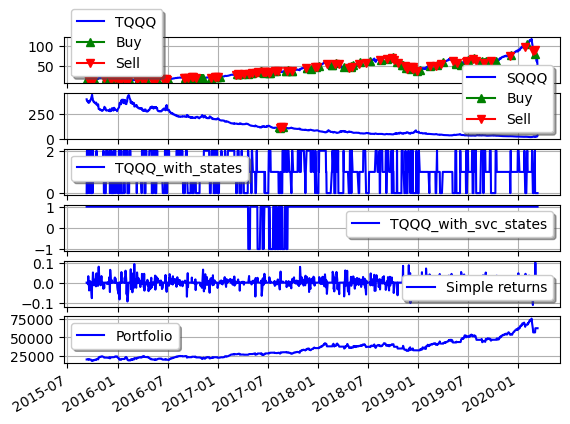 TQQQ
Buy
Sell
100
50
SQQQ
Buy
Sell
250
0
2
TQQQ_with_states
0
1
0
TQQQ_with_svc_states
−1
0.1
0.0
Simple returns
−0.1
75000
Portfolio
50000
25000
2015-07
2016-01
2016-07
2017-01
2017-07
2018-01
2018-07
2019-01
2019-07
2020-01